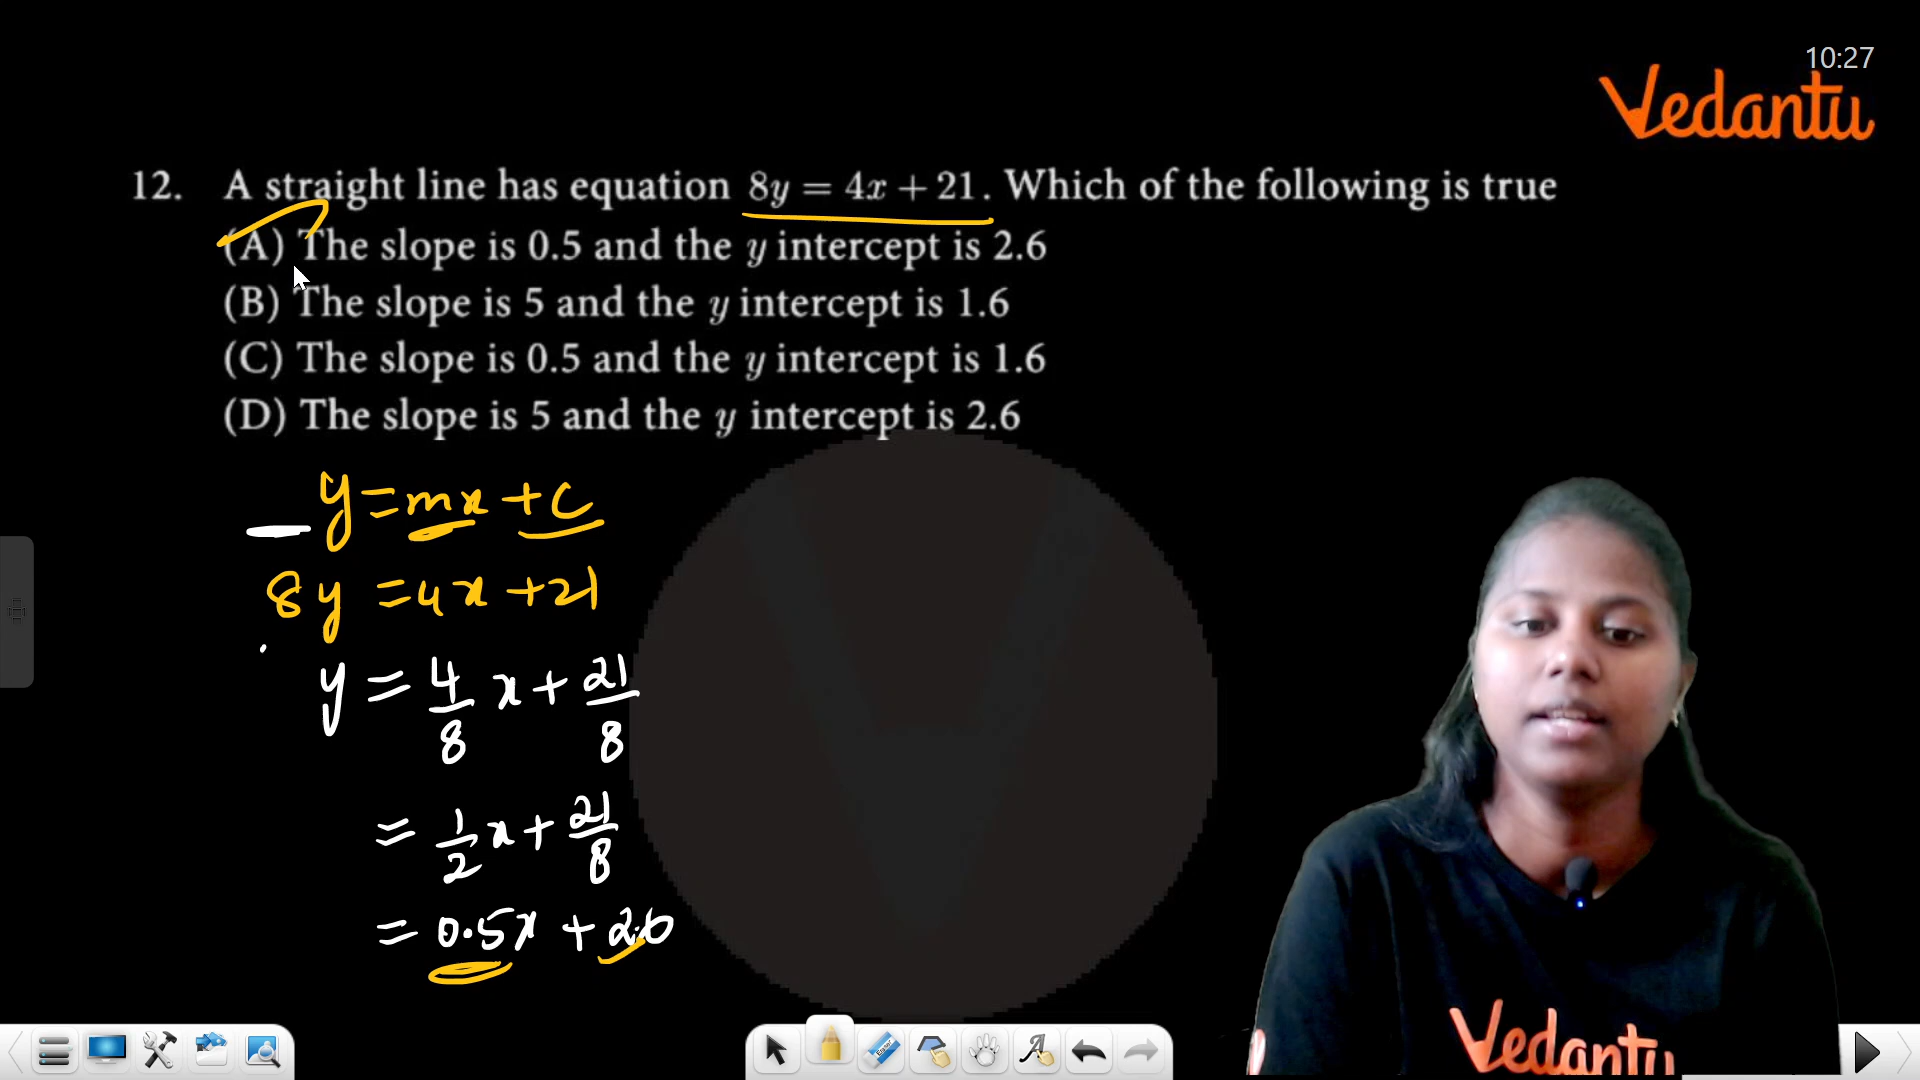 10:27
Vedantu
12. A straight line has equation 8y = 4x + 21. Which of the following is true
(A) The slope is 0.5 and the y intercept is 2.6
(B) The slope is 5 and the y intercept is 1.6
(C) The slope is 0.5 and the y intercept is 1.6
(D) The slope is 5 and the y intercept is 2.6
y = mx + c
8y = 4x + 21
y = 4/8 x + 21/8
= 1/2 x + 21/8
= 0.5x + 2.6
Vedantu